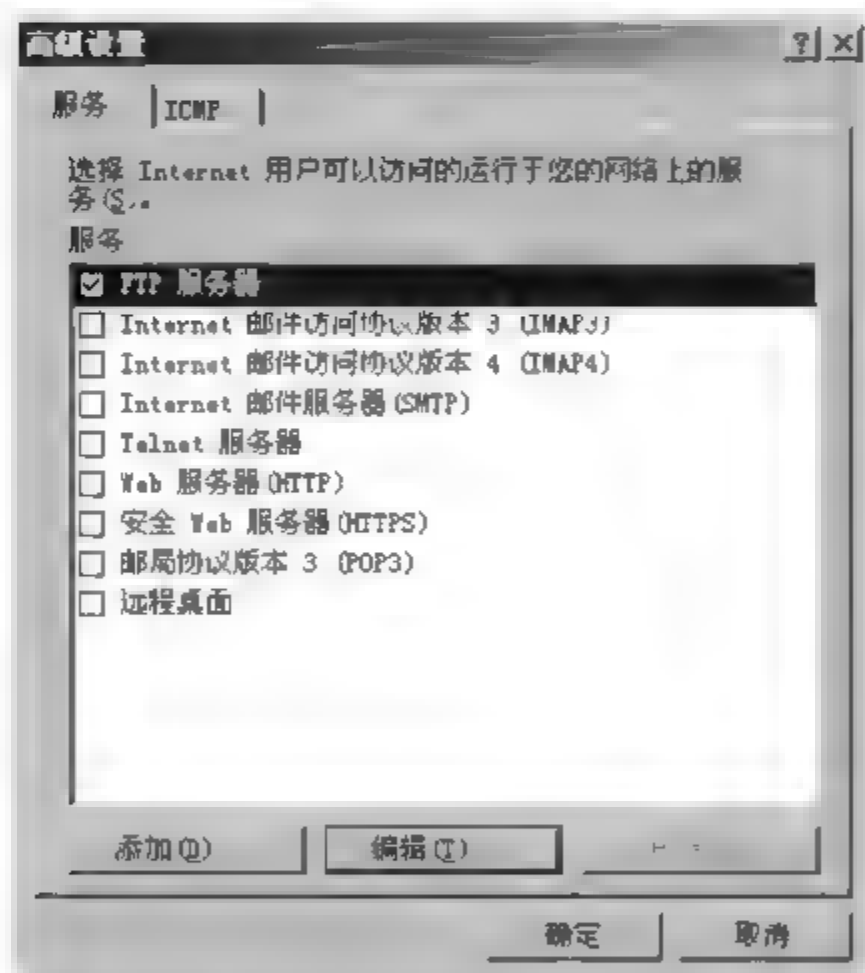 高级设置
服务 ICMP
选择 Internet 用户可以访问的运行于您的网络上的服
务(S)。
服务
FTP 服务器
Internet 邮件访问协议版本 3 (IMAP3)
Internet 邮件访问协议版本 4 (IMAP4)
Internet 邮件服务器(SMTP)
Telnet 服务器
Web 服务器(HTTP)
安全 Web 服务器(HTTPS)
邮局协议版本 3 (POP3)
远程桌面
添加(D) 编辑(T)
确定 取消